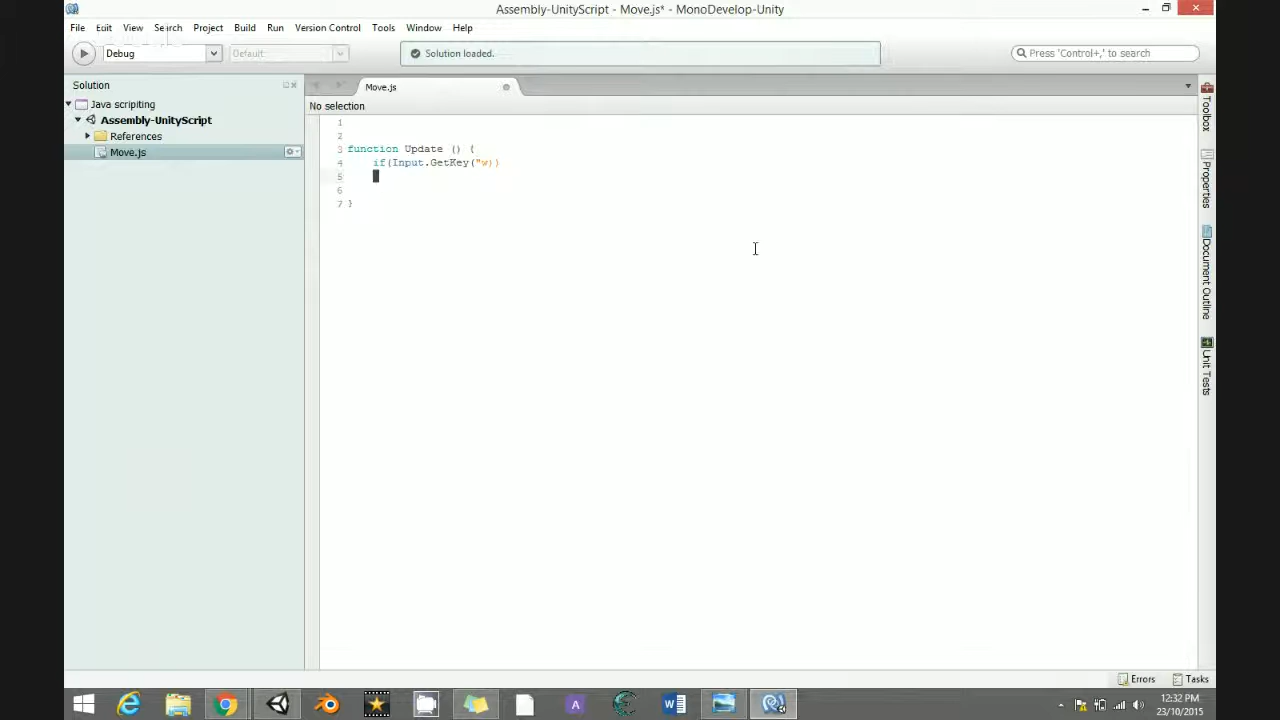 Assembly-UnityScript - Move.js* - MonoDevelop-Unity
File Edit View Search Project Build Run Version Control Tools Window Help
Debug Default Solution loaded. Press 'Control+,' to search
Solution
Java scripiting
Assembly-UnityScript
References
Move.js
Move.js
No selection
1
2
3 function Update () {
4 if(Input.GetKey("w))
5
6
7 }
Toolbox
Properties
Document Outline
Unit Tests
Errors Tasks
12:32 PM
23/10/2015